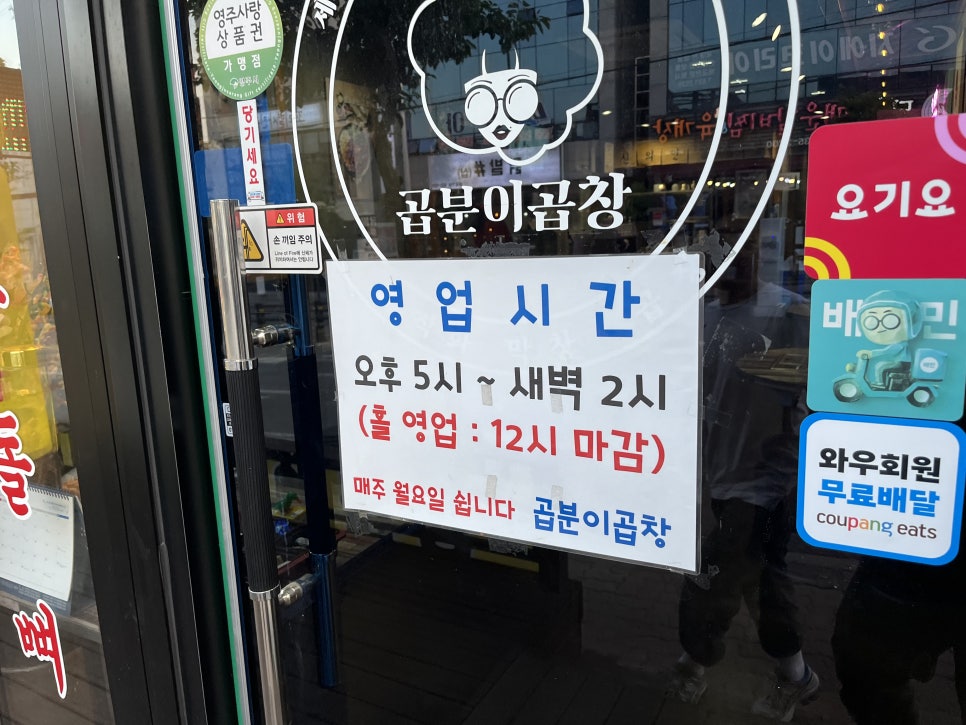 영주사랑
상품권
가맹점
당기세요
위험
손 끼임 주의
곱분이곱창
영업시간
오후 5시 ~ 새벽 2시
(홀 영업 : 12시 마감)
매주 월요일 쉽니다 곱분이곱창
요기요
배민
와우회원
무료배달
coupang eats